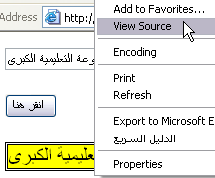 Address http://
Add to Favorites...
View Source
وعة التعليمية الكبرى
Encoding
Print
انقر هنا
Refresh
Export to Microsoft E
الدليل السريع
عليمية الكبرى
Properties